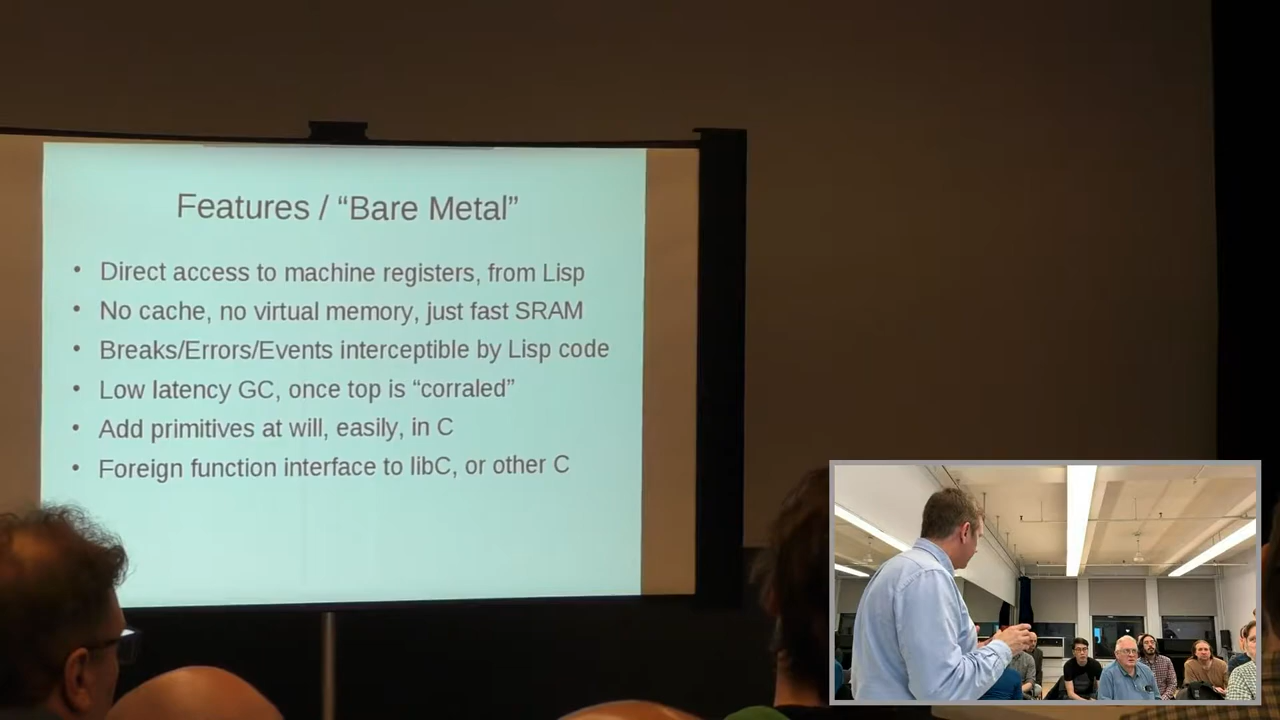 Features / “Bare Metal”
• Direct access to machine registers, from Lisp
• No cache, no virtual memory, just fast SRAM
• Breaks/Errors/Events interceptible by Lisp code
• Low latency GC, once top is “corraled”
• Add primitives at will, easily, in C
• Foreign function interface to libC, or other C